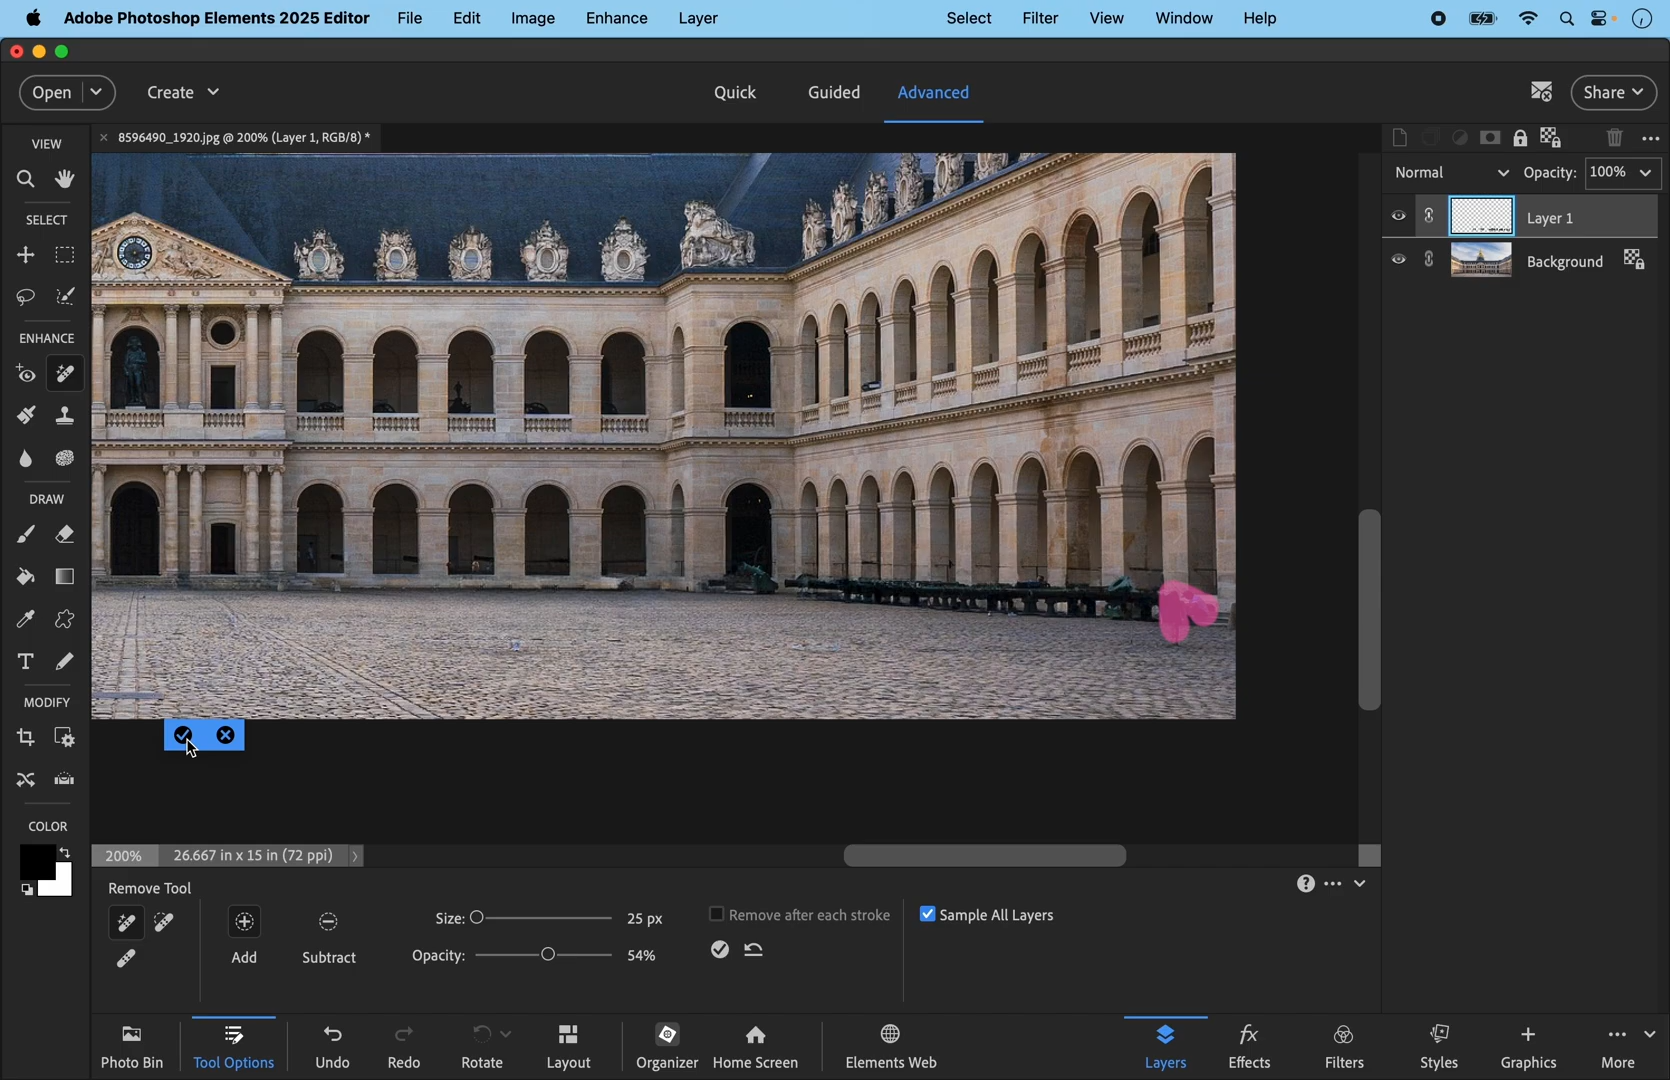 Adobe Photoshop Elements 2025 Editor File Edit Image Enhance Layer Select Filter View Window Help
Open Create Quick Guided Advanced Share
VIEW
8596490_1920.jpg @ 200% (Layer 1, RGB/8) *
Normal Opacity: 100%
SELECT
Layer 1
Background
ENHANCE
DRAW
T
MODIFY
COLOR
200% 26.667 in x 15 in (72 ppi)
Remove Tool
Size: 25 px Remove after each stroke Sample All Layers
Add Subtract Opacity: 54%
Photo Bin Tool Options Undo Redo Rotate Layout Organizer Home Screen Elements Web Layers Effects Filters Styles Graphics More